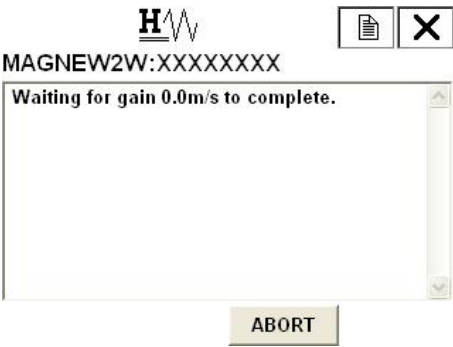 H
MAGNEW2W:XXXXXXXX
Waiting for gain 0.0m/s to complete.
ABORT